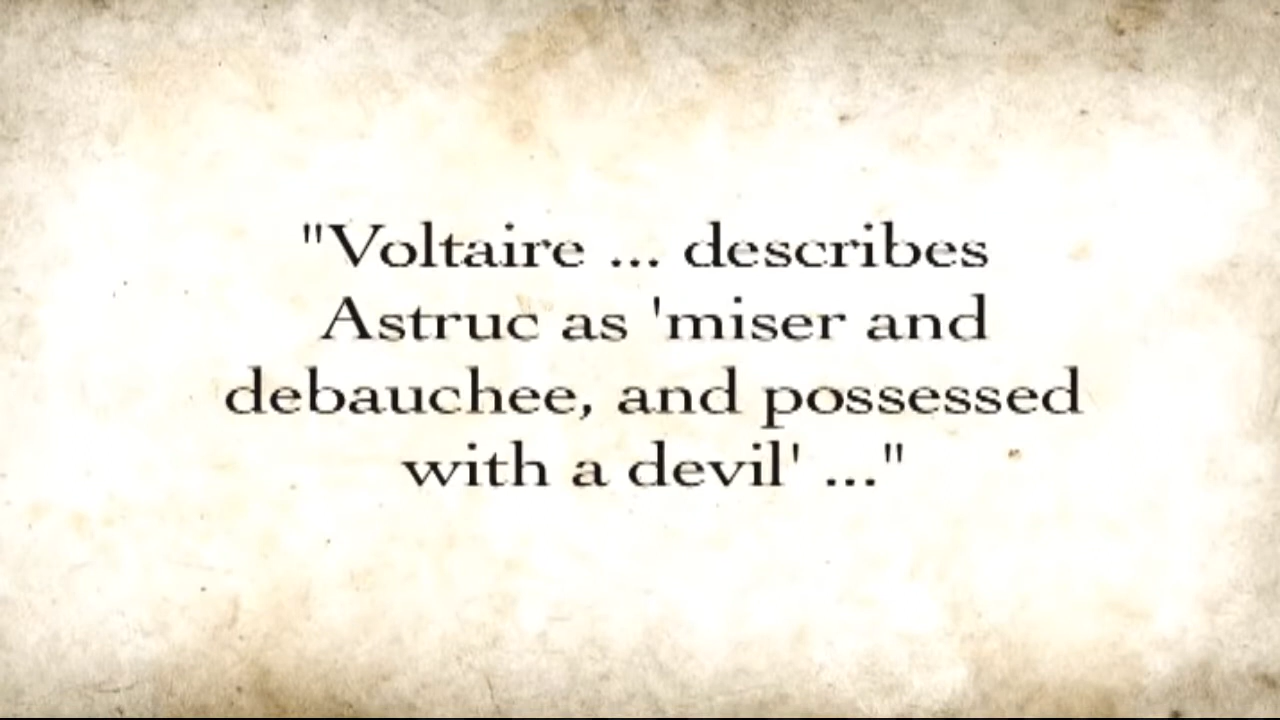 "Voltaire ... describes
Astruc as 'miser and
debauchee, and possessed
with a devil' ..."